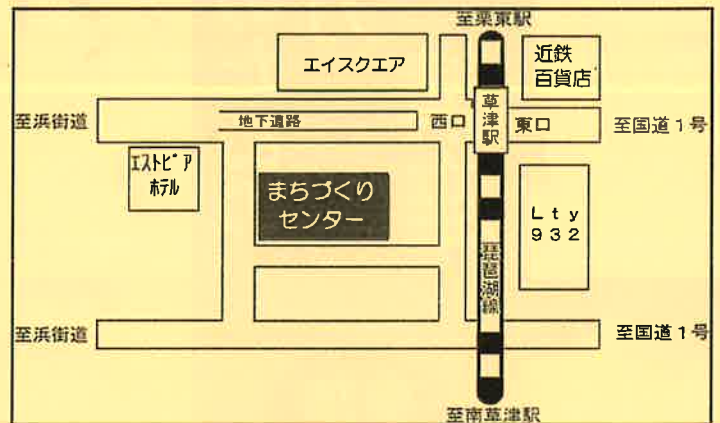 至栗東駅
エイスクエア
近鉄
百貨店
至浜街道
地下道路
西口
草津駅
東口
至国道1号
エストピア
ホテル
まちづくり
センター
Lty
932
琵琶湖線
至浜街道
至国道1号
至南草津駅